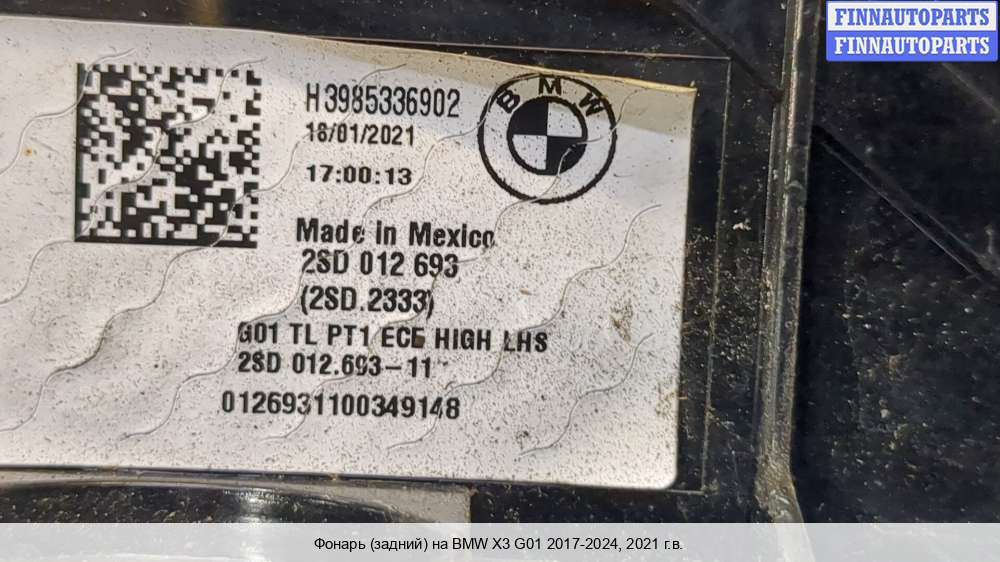 FINNAUTOPARTS
FINNAUTOPARTS
BMW
H3985336902
18/01/2021
17:00:13
Made in Mexico
2SD 012 693
(2SD.2333)
G01 TL PT1 ECE HIGH LHS
2SD 012.693-11
0126931100349148
Фонарь (задний) на BMW X3 G01 2017-2024, 2021 г.в.